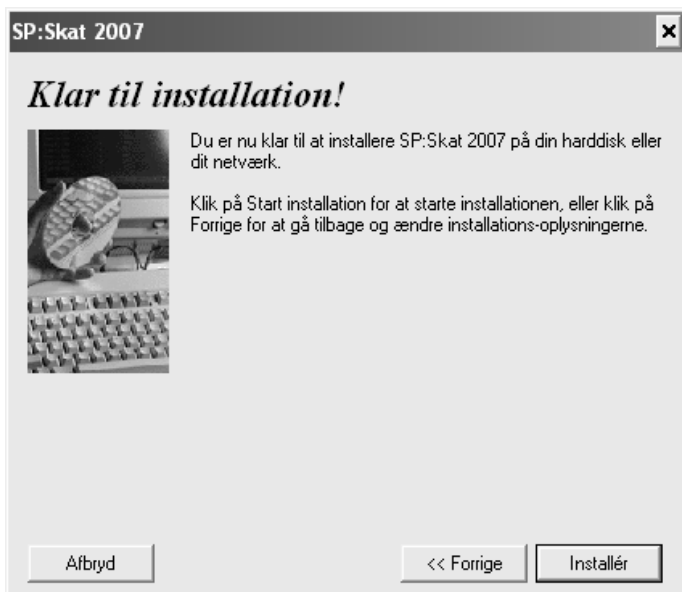 SP:Skat 2007
Klar til installation!
Du er nu klar til at installere SP:Skat 2007 på din harddisk eller
dit netværk.
Klik på Start installation for at starte installationen, eller klik på
Forrige for at gå tilbage og ændre installations-oplysningerne.
Afbryd
<< Forrige
Installér